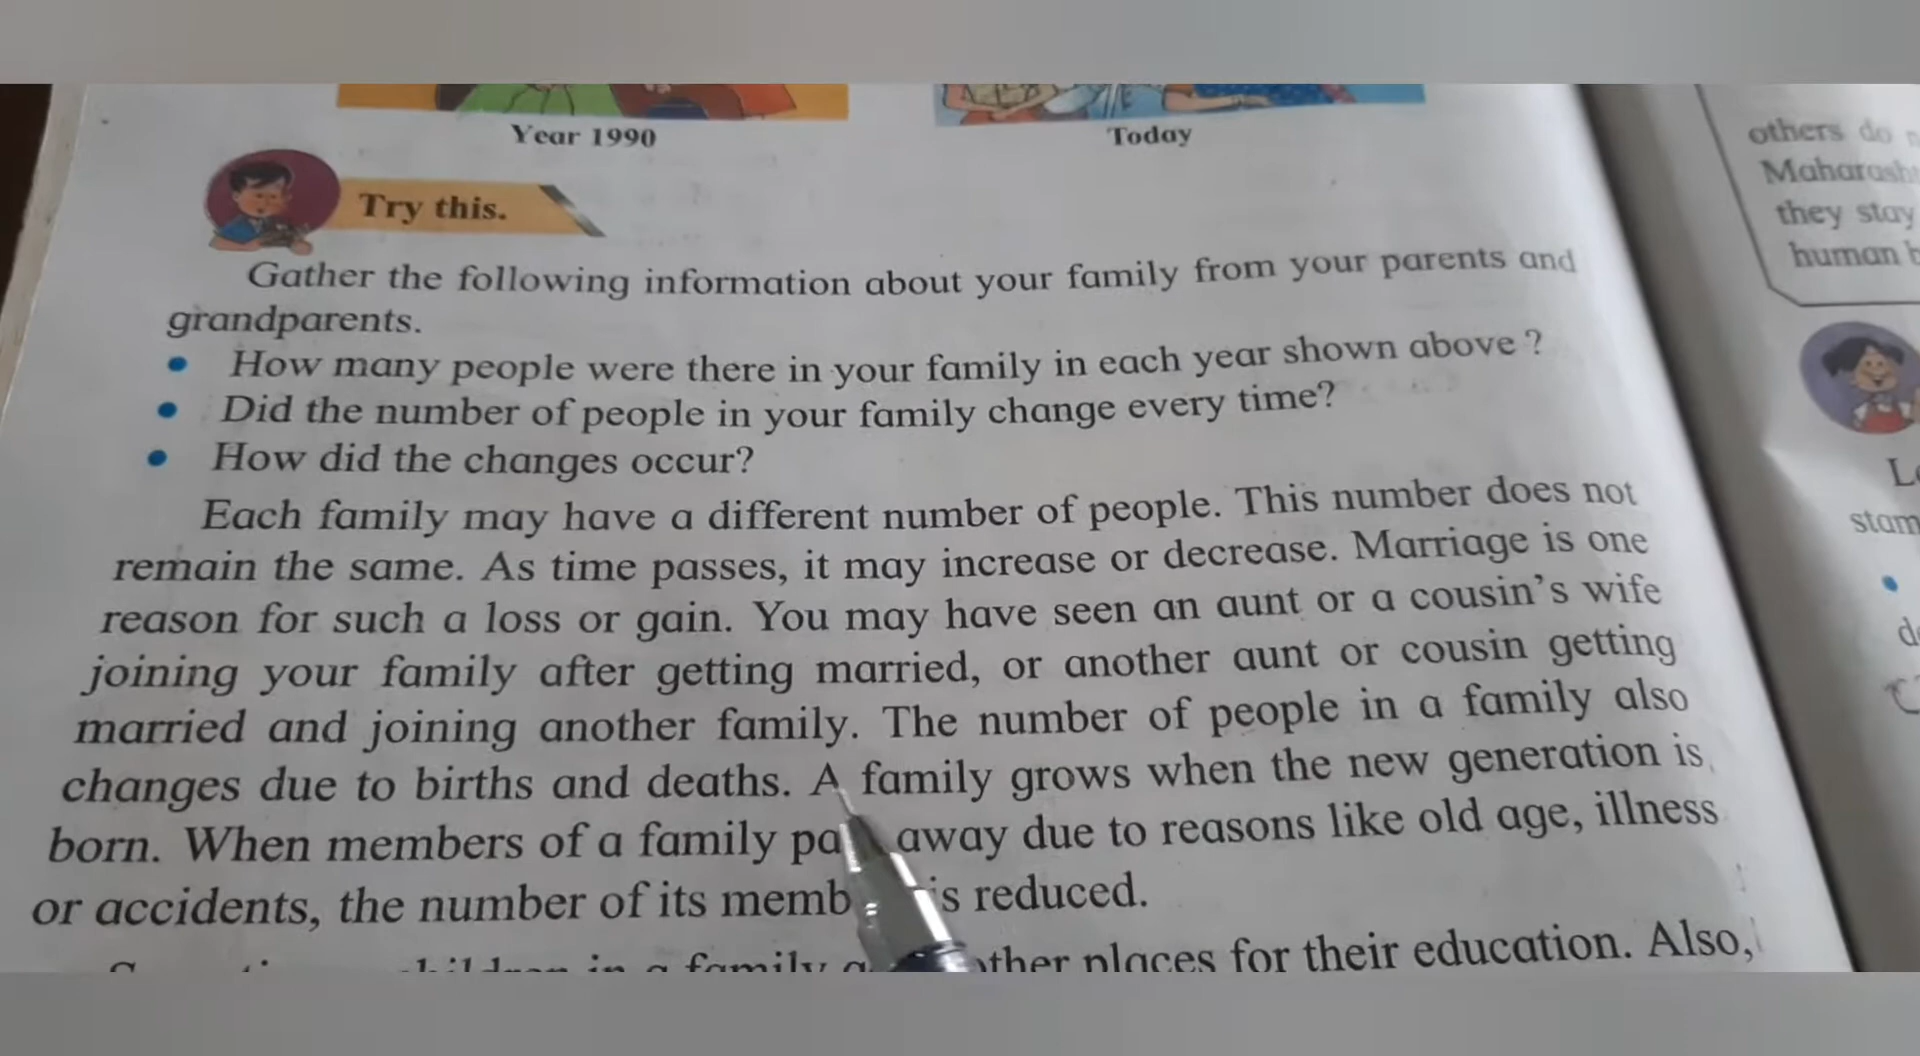 Year 1990
Today
Try this.
Gather the following information about your family from your parents and
grandparents.
• How many people were there in your family in each year shown above ?
• Did the number of people in your family change every time?
• How did the changes occur?
Each family may have a different number of people. This number does not
remain the same. As time passes, it may increase or decrease. Marriage is one
reason for such a loss or gain. You may have seen an aunt or a cousin's wife
joining your family after getting married, or another aunt or cousin getting
married and joining another family. The number of people in a family also
changes due to births and deaths. A family grows when the new generation is
born. When members of a family away due to reasons like old age, illness
or accidents, the number of its is reduced.
in a family places for their education. Also,
others do
they stay
human